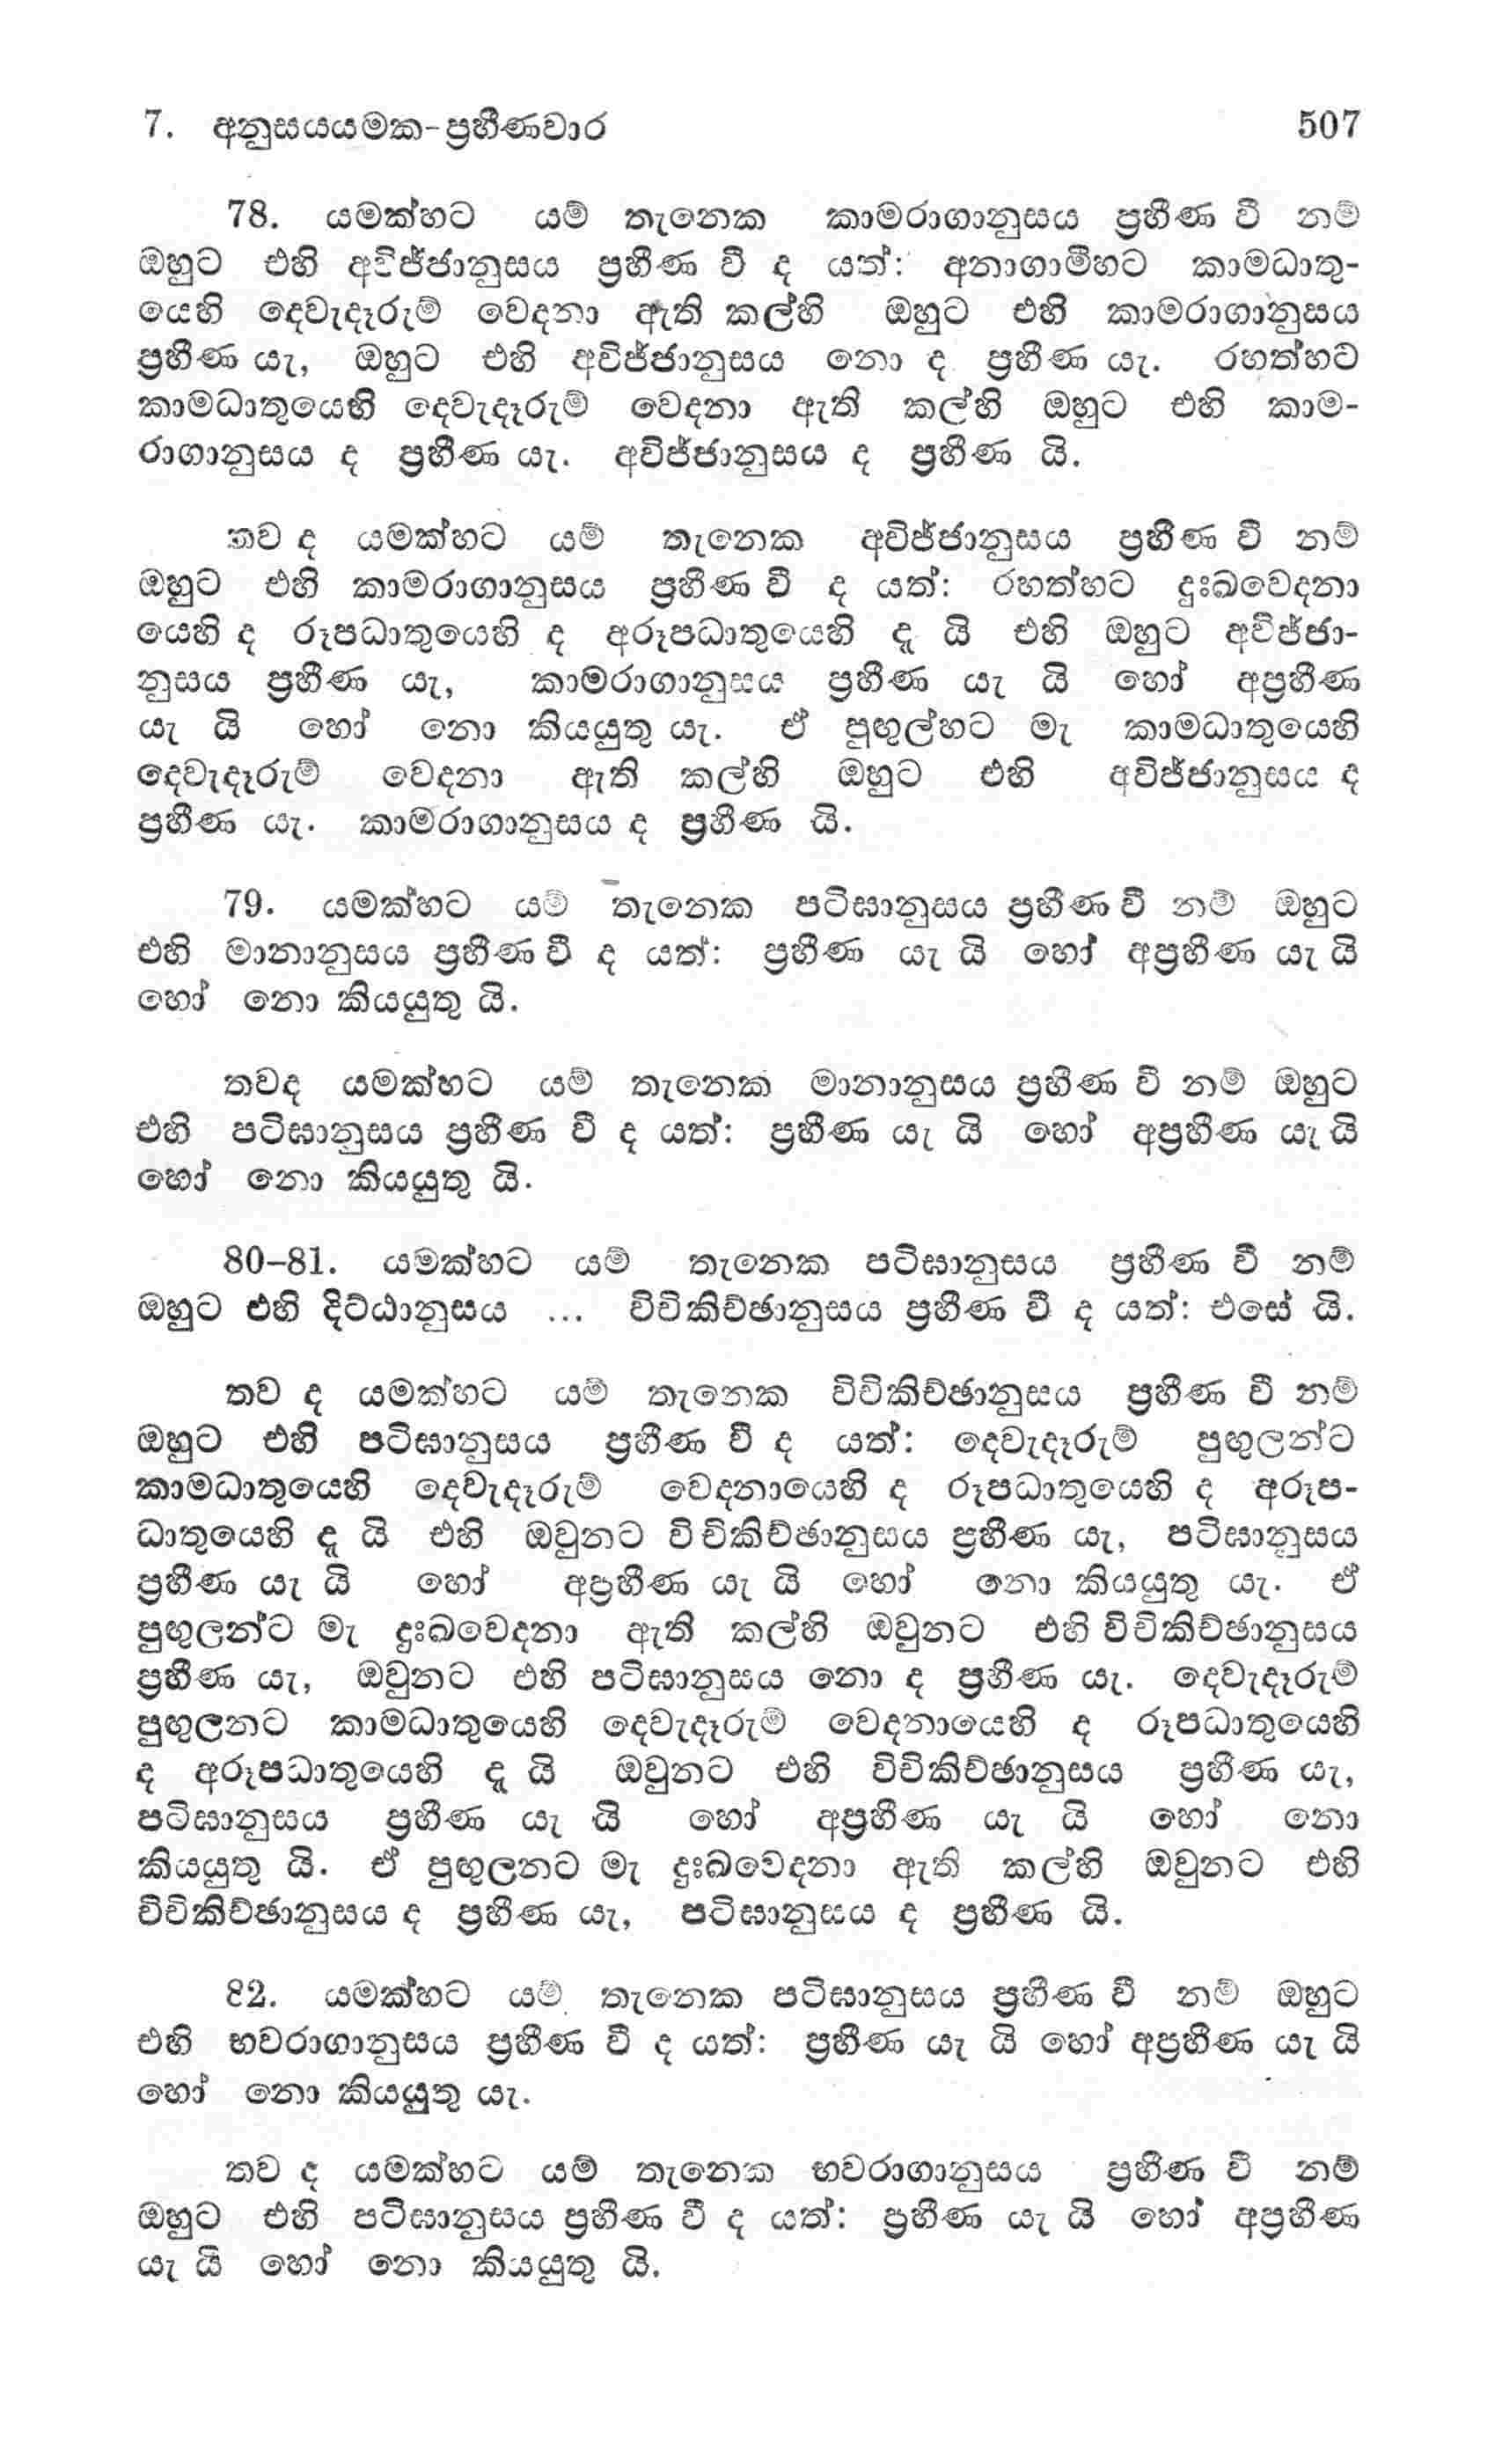 7. අනුසයයමක-ප්‍රහීණවාර 507
78. යමක්හට යම් තැනෙක කාමරාගානුසය ප්‍රහීණ වී නම්
ඔහුට එහි අවිජ්ජානුසය ප්‍රහීණ වී ද යත්: අනාගාමීහට කාමධාතු-
යෙහි දෙවැදෑරුම් වෙදනා ඇති කල්හි ඔහුට එහි කාමරාගානුසය
ප්‍රහීණ යැ, ඔහුට එහි අවිජ්ජානුසය නො ද ප්‍රහීණ යැ. රහත්හට
කාමධාතුයෙහි දෙවැදෑරුම් වෙදනා ඇති කල්හි ඔහුට එහි කාම-
රාගානුසය ද ප්‍රහීණ යැ. අවිජ්ජානුසය ද ප්‍රහීණ යි.
තව ද යමක්හට යම් තැනෙක අවිජ්ජානුසය ප්‍රහීණ වී නම්
ඔහුට එහි කාමරාගානුසය ප්‍රහීණ වී ද යත්: රහත්හට දුඃඛවෙදනා
යෙහි ද රූපධාතුයෙහි ද අරූපධාතුයෙහි දැ යි එහි ඔහුට අවිජ්ජා-
නුසය ප්‍රහීණ යැ, කාමරාගානුසය ප්‍රහීණ යැ යි හෝ අප්‍රහීණ
යැ යි හෝ නො කියයුතු යැ. ඒ පුඟුල්හට මැ කාමධාතුයෙහි
දෙවැදෑරුම් වෙදනා ඇති කල්හි ඔහුට එහි අවිජ්ජානුසය ද
ප්‍රහීණ යැ. කාමරාගානුසය ද ප්‍රහීණ යි.
79. යමක්හට යම් තැනෙක පටිඝානුසය ප්‍රහීණ වී නම් ඔහුට
එහි මානානුසය ප්‍රහීණ වී ද යත්: ප්‍රහීණ යැ යි හෝ අප්‍රහීණ යැ යි
හෝ නො කියයුතු යි.
තවද යමක්හට යම් තැනෙක මානානුසය ප්‍රහීණ වී නම් ඔහුට
එහි පටිඝානුසය ප්‍රහීණ වී ද යත්: ප්‍රහීණ යැ යි හෝ අප්‍රහීණ යැ යි
හෝ නො කියයුතු යි.
80–81. යමක්හට යම් තැනෙක පටිඝානුසය ප්‍රහීණ වී නම්
ඔහුට එහි දිට්ඨානුසය ... විචිකිච්ඡානුසය ප්‍රහීණ වී ද යත්: එසේ යි.
තව ද යමක්හට යම් තැනෙක විචිකිච්ඡානුසය ප්‍රහීණ වී නම්
ඔහුට එහි පටිඝානුසය ප්‍රහීණ වී ද යත්: දෙවැදෑරුම් පුඟුලන්ට
කාමධාතුයෙහි දෙවැදෑරුම් වෙදනායෙහි ද රූපධාතුයෙහි ද අරූප-
ධාතුයෙහි දැ යි එහි ඔවුනට විචිකිච්ඡානුසය ප්‍රහීණ යැ, පටිඝානුසය
ප්‍රහීණ යැ යි හෝ අප්‍රහීණ යැ යි හෝ නො කියයුතු යැ. ඒ
පුඟුලන්ට මැ දුඃඛවෙදනා ඇති කල්හි ඔවුනට එහි විචිකිච්ඡානුසය
ප්‍රහීණ යැ, ඔවුනට එහි පටිඝානුසය නො ද ප්‍රහීණ යැ. දෙවැදෑරුම්
පුඟුලනට කාමධාතුයෙහි දෙවැදෑරුම් වෙදනායෙහි ද රූපධාතුයෙහි
ද අරූපධාතුයෙහි දැ යි ඔවුනට එහි විචිකිච්ඡානුසය ප්‍රහීණ යැ,
පටිඝානුසය ප්‍රහීණ යැ යි හෝ අප්‍රහීණ යැ යි හෝ නො
කියයුතු යි. ඒ පුඟුලනට මැ දුඃඛවෙදනා ඇති කල්හි ඔවුනට එහි
විචිකිච්ඡානුසය ද ප්‍රහීණ යැ, පටිඝානුසය ද ප්‍රහීණ යි.
82. යමක්හට යම් තැනෙක පටිඝානුසය ප්‍රහීණ වී නම් ඔහුට
එහි භවරාගානුසය ප්‍රහීණ වී ද යත්: ප්‍රහීණ යැ යි හෝ අප්‍රහීණ යැ යි
හෝ නො කියයුතු යැ.
තව ද යමක්හට යම් තැනෙක භවරාගානුසය ප්‍රහීණ වී නම්
ඔහුට එහි පටිඝානුසය ප්‍රහීණ වී ද යත්: ප්‍රහීණ යැ යි හෝ අප්‍රහීණ
යැ යි හෝ නො කියයුතු යි.